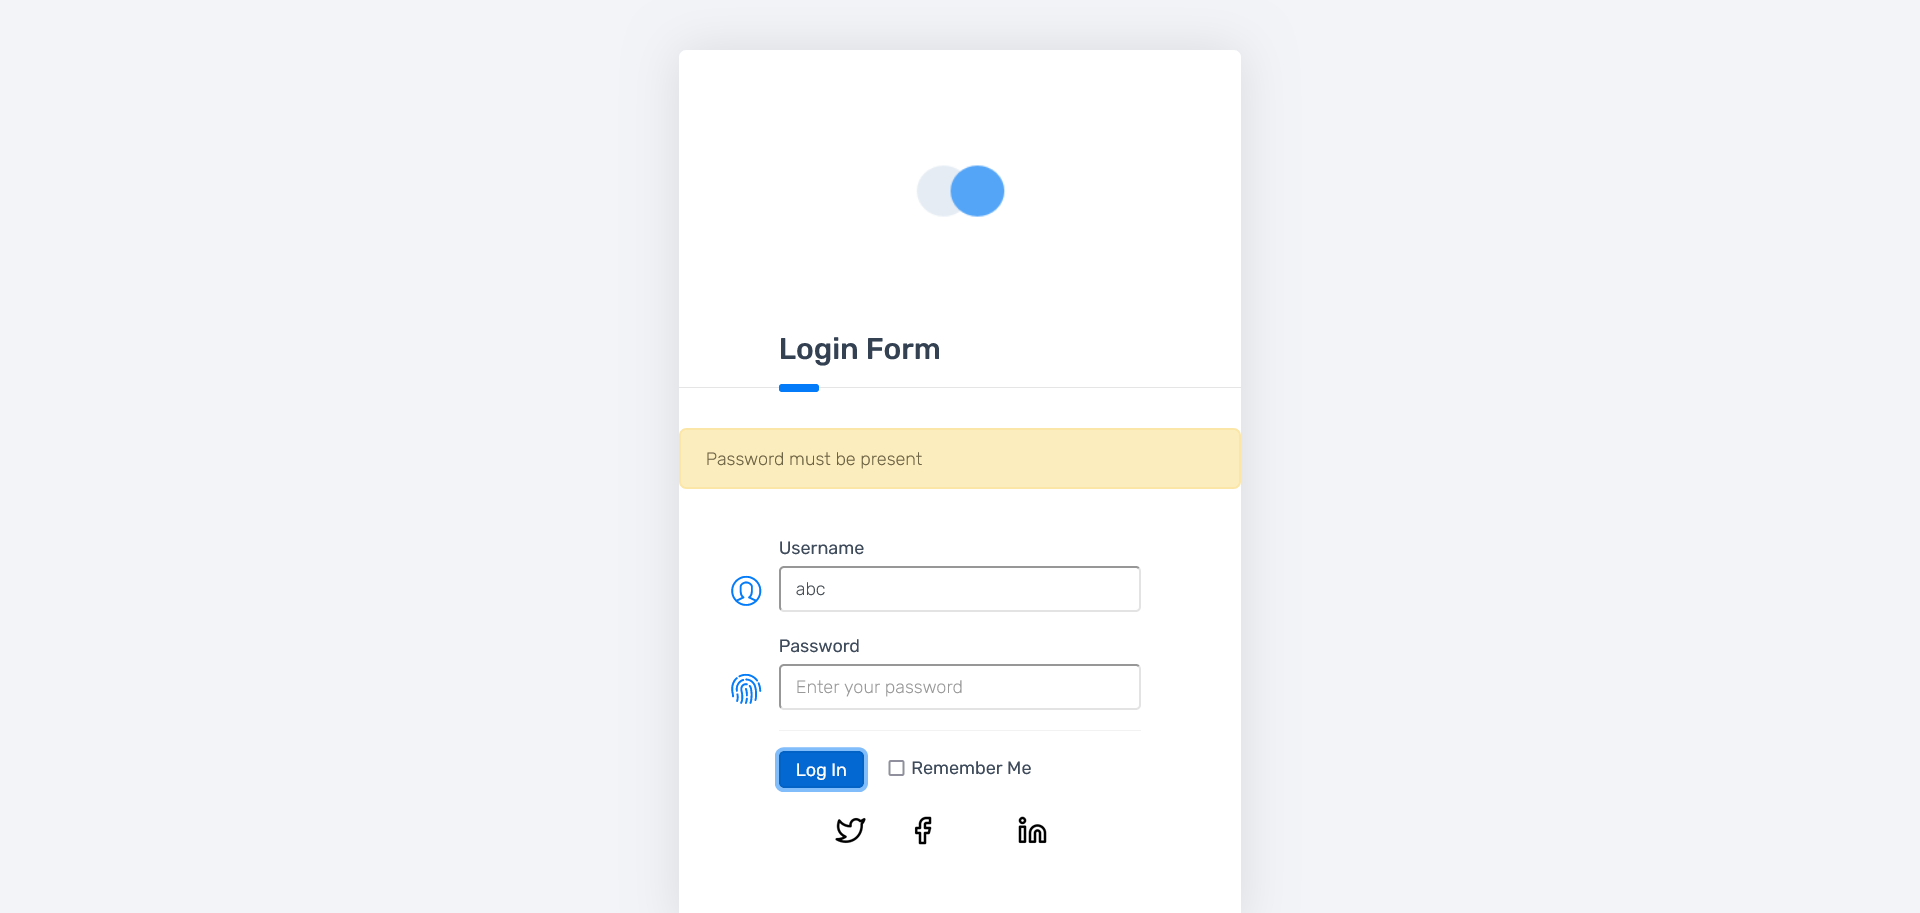 Login Form
Password must be present
Username
abc
Password
Enter your password
Log In
Remember Me